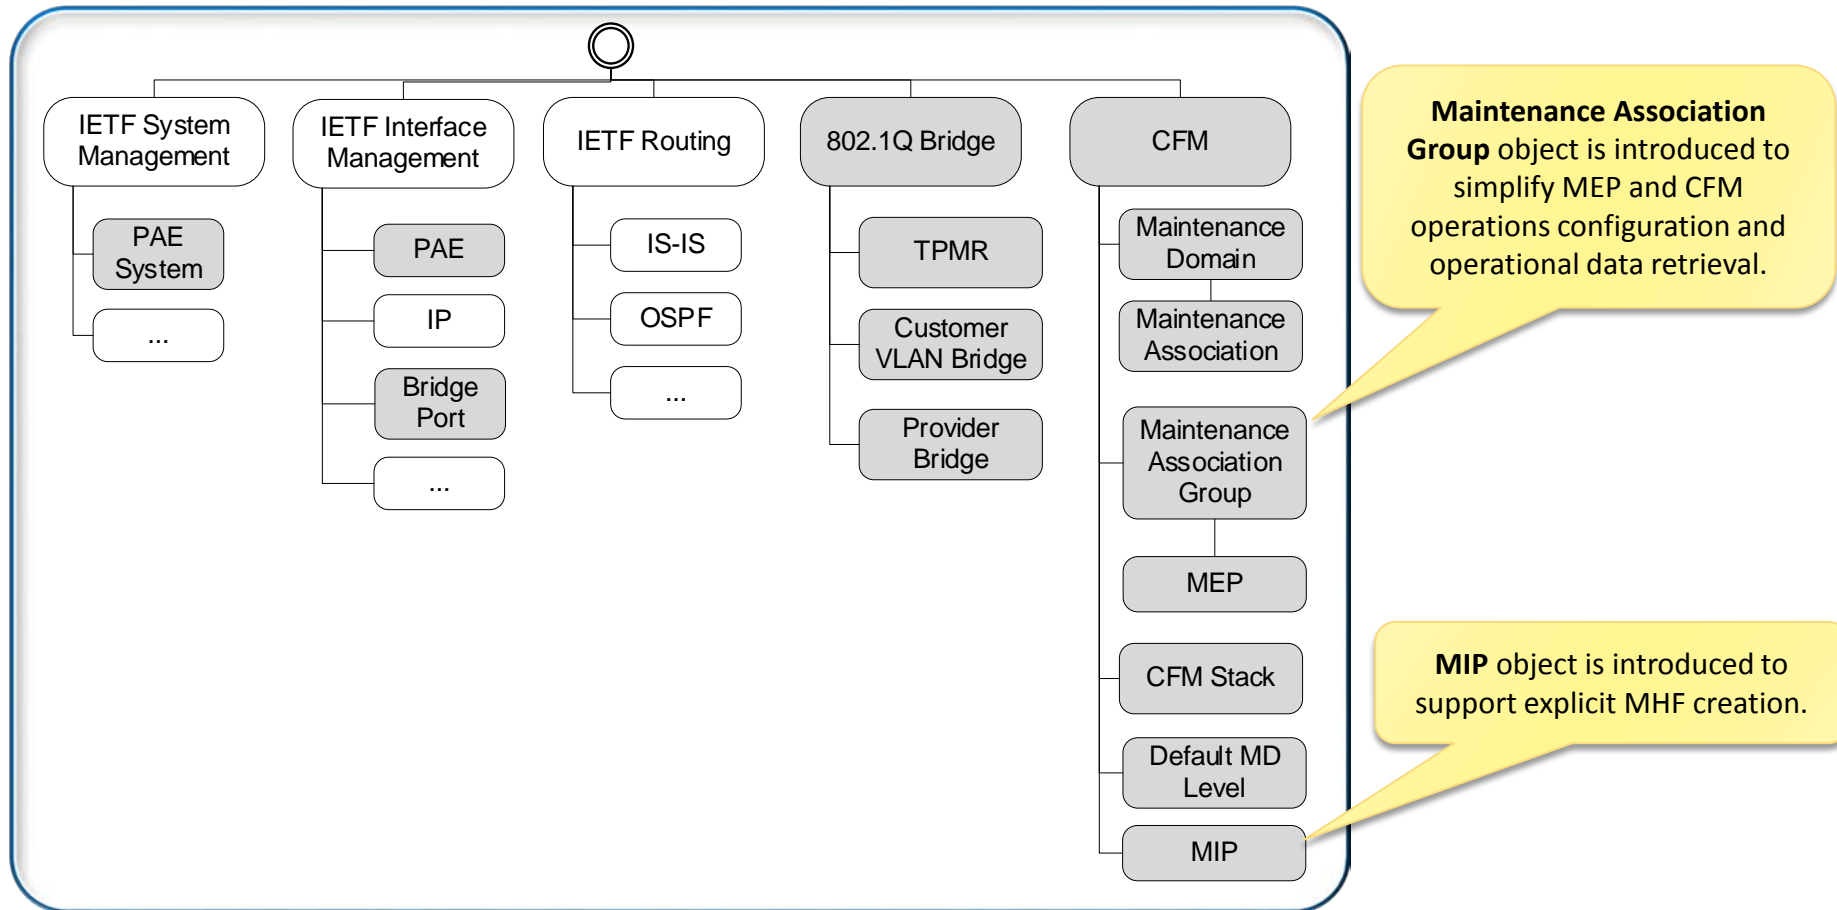 IETF System
Management
PAE
System
...
IETF Interface
Management
PAE
IP
Bridge
Port
...
IETF Routing
IS-IS
OSPF
...
802.1Q Bridge
TPMR
Customer
VLAN Bridge
Provider
Bridge
CFM
Maintenance
Domain
Maintenance
Association
Maintenance
Association
Group
MEP
CFM Stack
Default MD
Level
MIP
Maintenance Association
Group object is introduced to
simplify MEP and CFM
operations configuration and
operational data retrieval.
MIP object is introduced to
support explicit MHF creation.